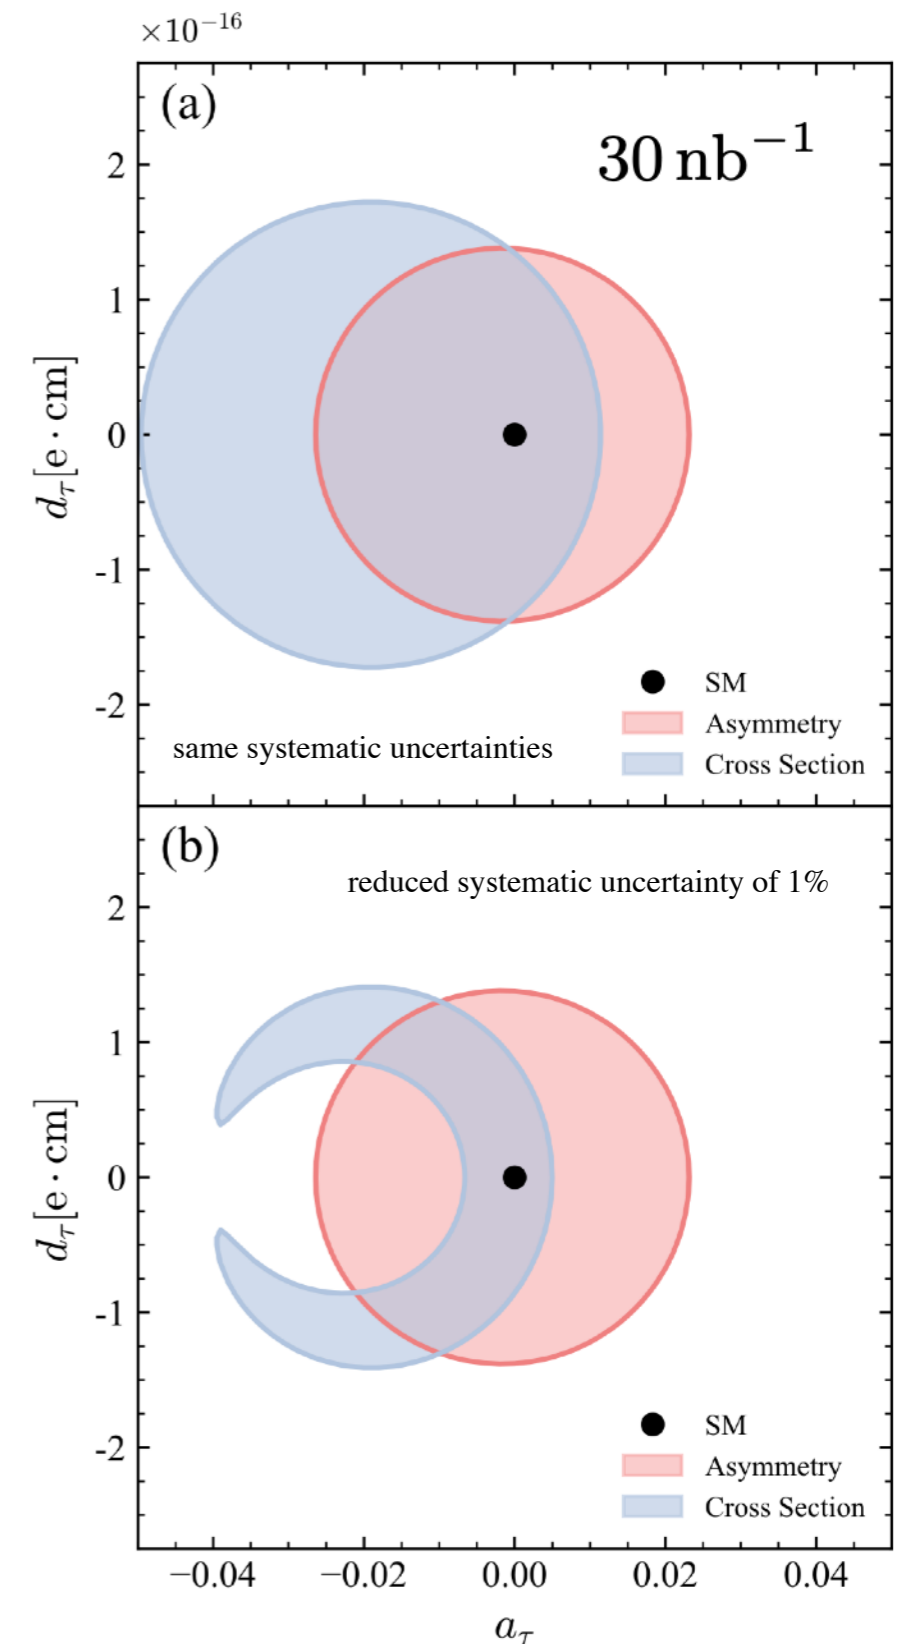 ×10⁻¹⁶
(a)
30 nb⁻¹
2
1
0
-1
-2
d_τ[e·cm]
SM
Asymmetry
Cross Section
same systematic uncertainties
(b)
reduced systematic uncertainty of 1%
2
1
0
-1
-2
d_τ[e·cm]
SM
Asymmetry
Cross Section
−0.04 −0.02 0.00 0.02 0.04
a_τ